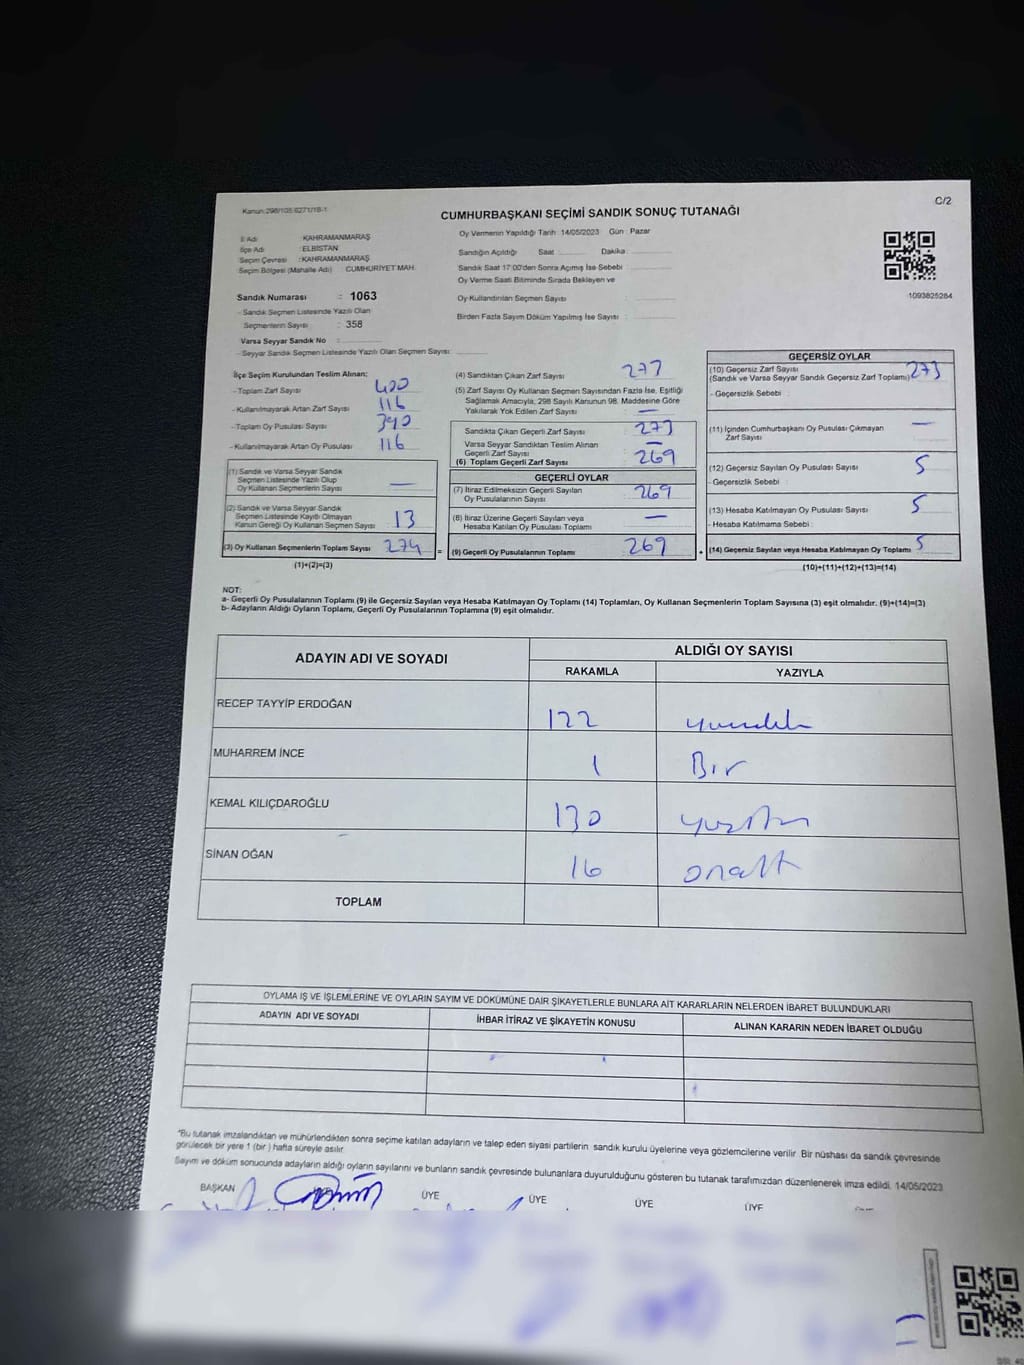 Kanun:298/105.6271/18-1
C/2
CUMHURBAŞKANI SEÇİMİ SANDIK SONUÇ TUTANAĞI
İl Adı : KAHRAMANMARAŞ
İlçe Adı : ELBİSTAN
Seçim Çevresi : KAHRAMANMARAŞ
Seçim Bölgesi (Mahalle Adı) CUMHURİYET MAH.
Oy Vermenin Yapıldığı Tarih : 14/05/2023 Gün : Pazar
Sandığın Açıldığı Saat Dakika
Sandık Saat 17:00'den Sonra Açımış İse Sebebi
Oy Verme Saati Bitiminde Sırada Bekleyen ve
Oy Kullandırılan Seçmen Sayısı
Birden Fazla Sayım Döküm Yapılmış İse Sayısı :
1093825284
Sandık Numarası : 1063
- Sandık Seçmen Listesinde Yazılı Olan
Seçmenlerin Sayısı : 358
Varsa Seyyar Sandık No :
- Seyyar Sandık Seçmen Listesinde Yazılı Olan Seçmen Sayısı:
İlçe Seçim Kurulundan Teslim Alınan:
- Toplam Zarf Sayısı 400
- Kullanılmayarak Artan Zarf Sayısı 116
- Toplam Oy Pusulası Sayısı 390
- Kullanılmayarak Artan Oy Pusulası 116
(1) Sandık ve Varsa Seyyar Sandık
Seçmen Listesinde Yazılı Olup
Oy Kullanan Seçmenlerin Sayısı —
(2) Sandık ve Varsa Seyyar Sandık
Seçmen Listesinde Kayıtlı Olmayan
Kanun Gereği Oy Kullanan Seçmen Sayısı 13
(3) Oy Kullanan Seçmenlerin Toplam Sayısı 274
(1)+(2)=(3)
(4) Sandıktan Çıkan Zarf Sayısı 277
(5) Zarf Sayısı Oy Kullanan Seçmen Sayısından Fazla İse, Eşitliği
Sağlamak Amacıyla, 298 Sayılı Kanunun 98. Maddesine Göre
Yakılarak Yok Edilen Zarf Sayısı —
Sandıkta Çıkan Geçerli Zarf Sayısı 273
Varsa Seyyar Sandıktan Teslim Alınan
Geçerli Zarf Sayısı —
(6) Toplam Geçerli Zarf Sayısı 269
GEÇERLİ OYLAR
(7) İtiraz Edilmeksizin Geçerli Sayılan
Oy Pusulalarının Sayısı 269
(8) İtiraz Üzerine Geçerli Sayılan veya
Hesaba Katılan Oy Pusulası Toplamı —
= (9) Geçerli Oy Pusulalarının Toplamı 269
GEÇERSİZ OYLAR
(10) Geçersiz Zarf Sayısı
(Sandık ve Varsa Seyyar Sandık Geçersiz Zarf Toplamı) 273
- Geçersizlik Sebebi :
(11) İçinden Cumhurbaşkanı Oy Pusulası Çıkmayan
Zarf Sayısı —
(12) Geçersiz Sayılan Oy Pusulası Sayısı 5
- Geçersizlik Sebebi :
(13) Hesaba Katılmayan Oy Pusulası Sayısı 5
- Hesaba Katılmama Sebebi :
+ (14) Geçersiz Sayılan veya Hesaba Katılmayan Oy Toplamı 5
(10)+(11)+(12)+(13)=(14)
NOT:
a- Geçerli Oy Pusulalarının Toplamı (9) ile Geçersiz Sayılan veya Hesaba Katılmayan Oy Toplamı (14) Toplamları, Oy Kullanan Seçmenlerin Toplam Sayısına (3) eşit olmalıdır. (9)+(14)=(3)
b- Adayların Aldığı Oyların Toplamı, Geçerli Oy Pusulalarının Toplamına (9) eşit olmalıdır.
ADAYIN ADI VE SOYADI ALDIĞI OY SAYISI
RAKAMLA YAZIYLA
RECEP TAYYİP ERDOĞAN 122
MUHARREM İNCE 1 Bir
KEMAL KILIÇDAROĞLU 130
SİNAN OĞAN 16 onaltı
TOPLAM
OYLAMA İŞ VE İŞLEMLERİNE VE OYLARIN SAYIM VE DÖKÜMÜNE DAİR ŞİKAYETLERLE BUNLARA AİT KARARLARIN NELERDEN İBARET BULUNDUKLARI
ADAYIN ADI VE SOYADI İHBAR İTİRAZ VE ŞİKAYETİN KONUSU ALINAN KARARIN NEDEN İBARET OLDUĞU
*Bu tutanak imzalandıktan ve mühürlendikten sonra seçime katılan adayların ve talep eden siyasi partilerin sandık kurulu üyelerine veya gözlemcilerine verilir. Bir nüshası da sandık çevresinde
görülecek bir yere 1 (bir ) hafta süreyle asılır.
Sayım ve döküm sonucunda adayların aldığı oyların sayılarını ve bunların sandık çevresinde bulunanlara duyurulduğunu gösteren bu tutanak tarafımızdan düzenlenerek imza edildi. 14/05/2023
BAŞKAN ÜYE ÜYE ÜYE ÜYE